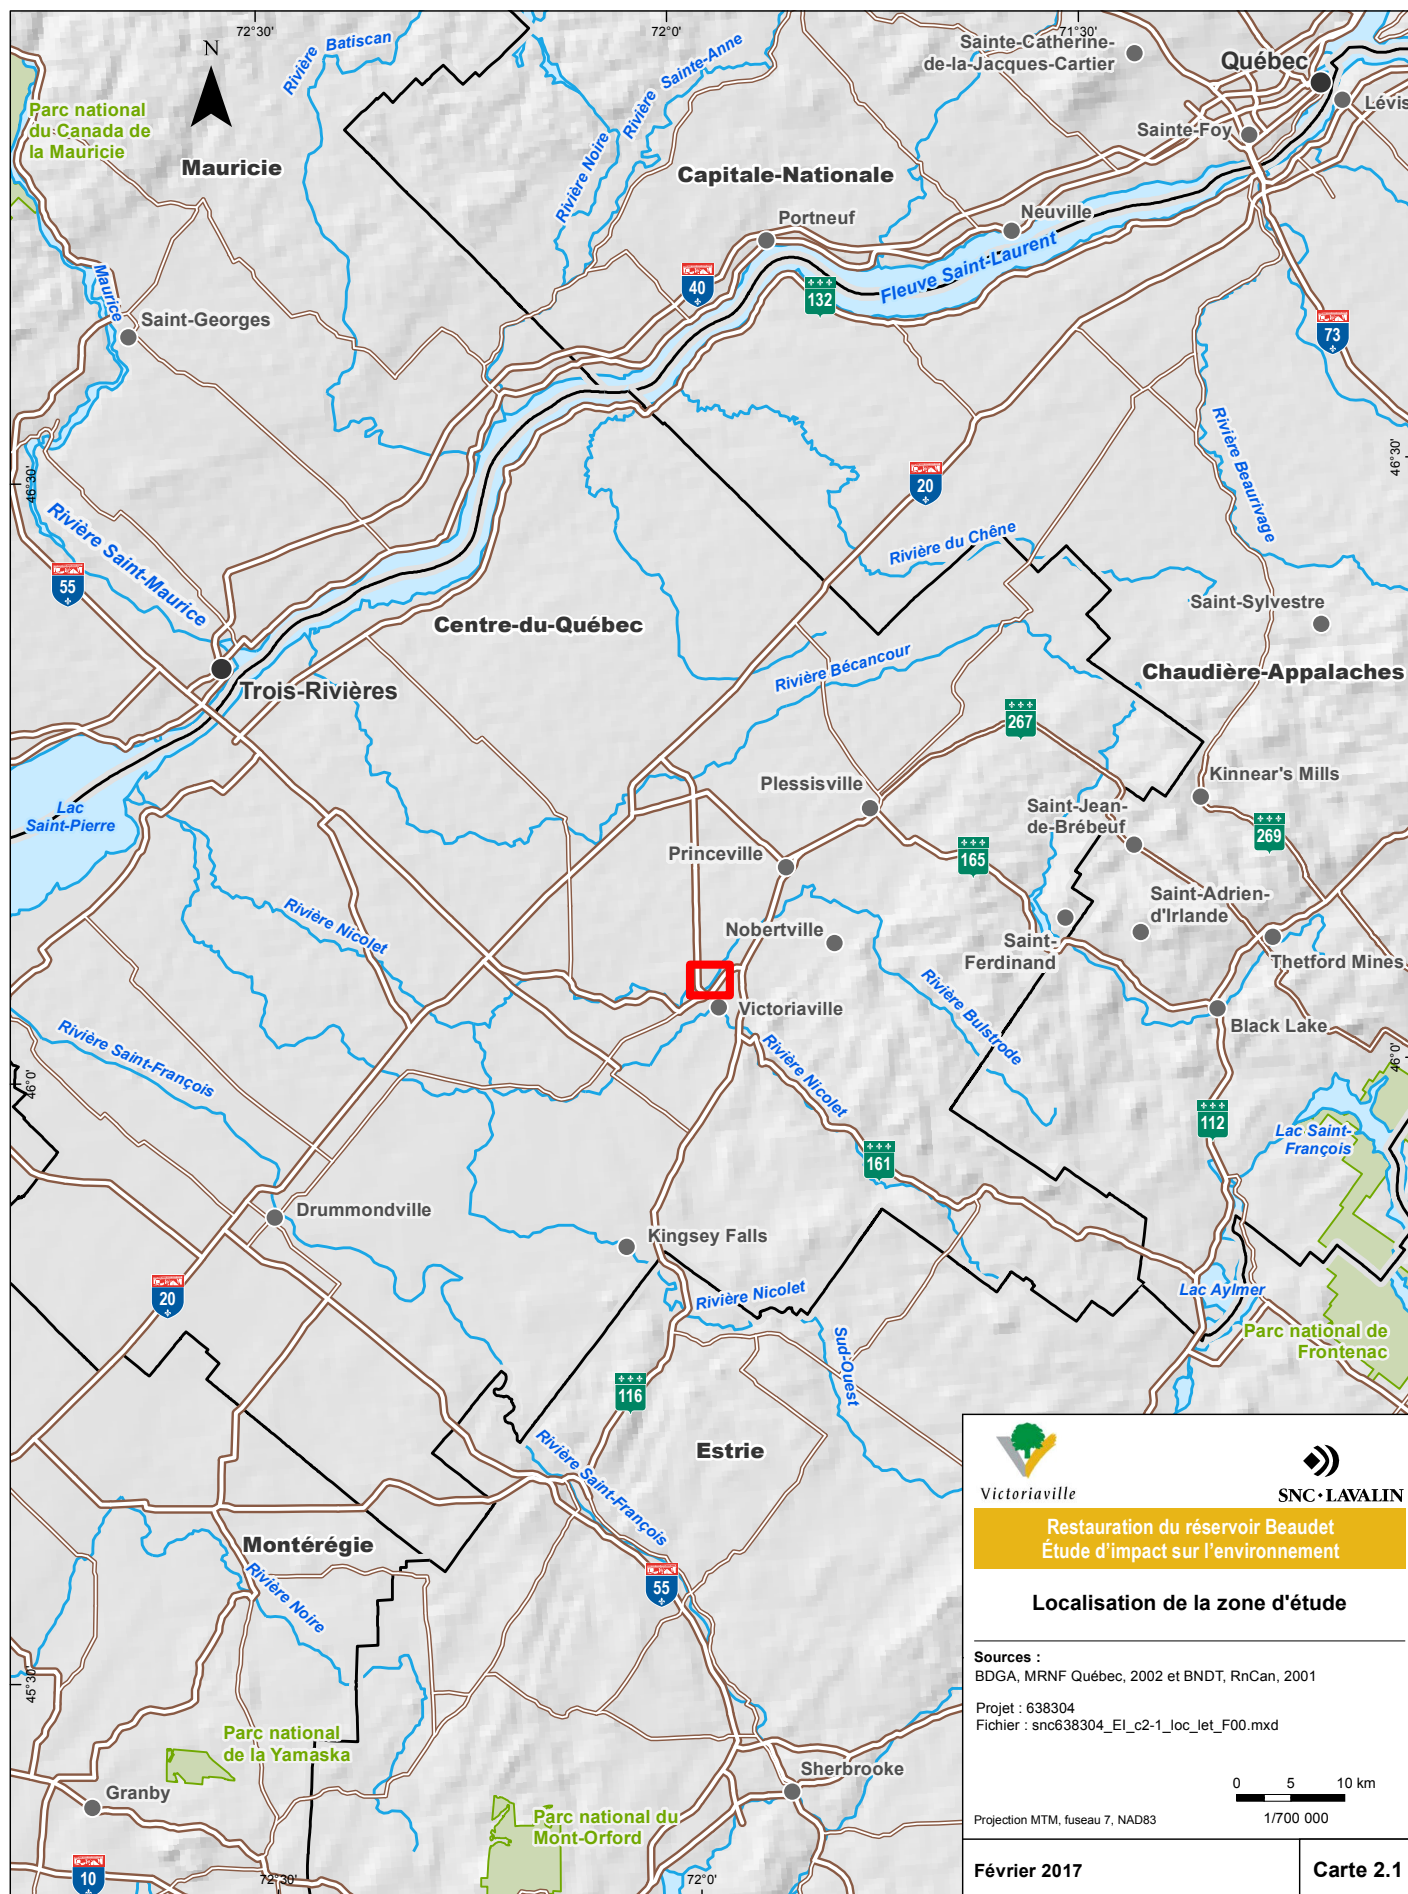 72°30'
72°0'
71°30'
N
Rivière Batiscan
Rivière Sainte-Anne
Rivière Noire
Sainte-Catherine-
de-la-Jacques-Cartier
Québec
Lévis
Sainte-Foy
Parc national
du Canada de
la Mauricie
Mauricie
Capitale-Nationale
Portneuf
Neuville
Fleuve Saint-Laurent
40
132
73
Maurice
Saint-Georges
Rivière Beaurivage
46°30'
46°30'
20
Rivière du Chêne
Rivière Saint-Maurice
55
Saint-Sylvestre
Centre-du-Québec
Rivière Bécancour
Chaudière-Appalaches
Trois-Rivières
267
Kinnear's Mills
Plessisville
Lac
Saint-Pierre
Saint-Jean-
de-Brébeuf
269
165
Princeville
Saint-Adrien-
d'Irlande
Rivière Nicolet
Nobertville
Saint-
Ferdinand
Thetford Mines
Rivière Bulstrode
Victoriaville
Black Lake
Rivière Saint-François
Rivière Nicolet
46°0'
46°0'
112
Lac Saint-
François
161
Drummondville
Kingsey Falls
20
Rivière Nicolet
Sud-Ouest
Lac Aylmer
Parc national de
Frontenac
116
Estrie
Rivière Saint-François
Montérégie
Rivière Noire
55
45°30'
Parc national
de la Yamaska
Granby
Sherbrooke
Parc national du
Mont-Orford
10
72°30'
72°0'
Victoriaville
SNC•LAVALIN
Restauration du réservoir Beaudet
Étude d'impact sur l'environnement
Localisation de la zone d'étude
Sources :
BDGA, MRNF Québec, 2002 et BNDT, RnCan, 2001
Projet : 638304
Fichier : snc638304_EI_c2-1_loc_let_F00.mxd
0 5 10 km
1/700 000
Projection MTM, fuseau 7, NAD83
Février 2017
Carte 2.1